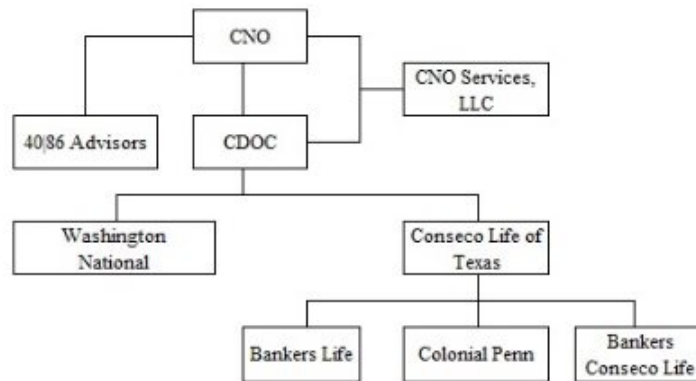 CNO
CNO Services,
LLC
40|86 Advisors
CDOC
Washington
National
Conseco Life of
Texas
Bankers Life
Colonial Penn
Bankers
Conseco Life